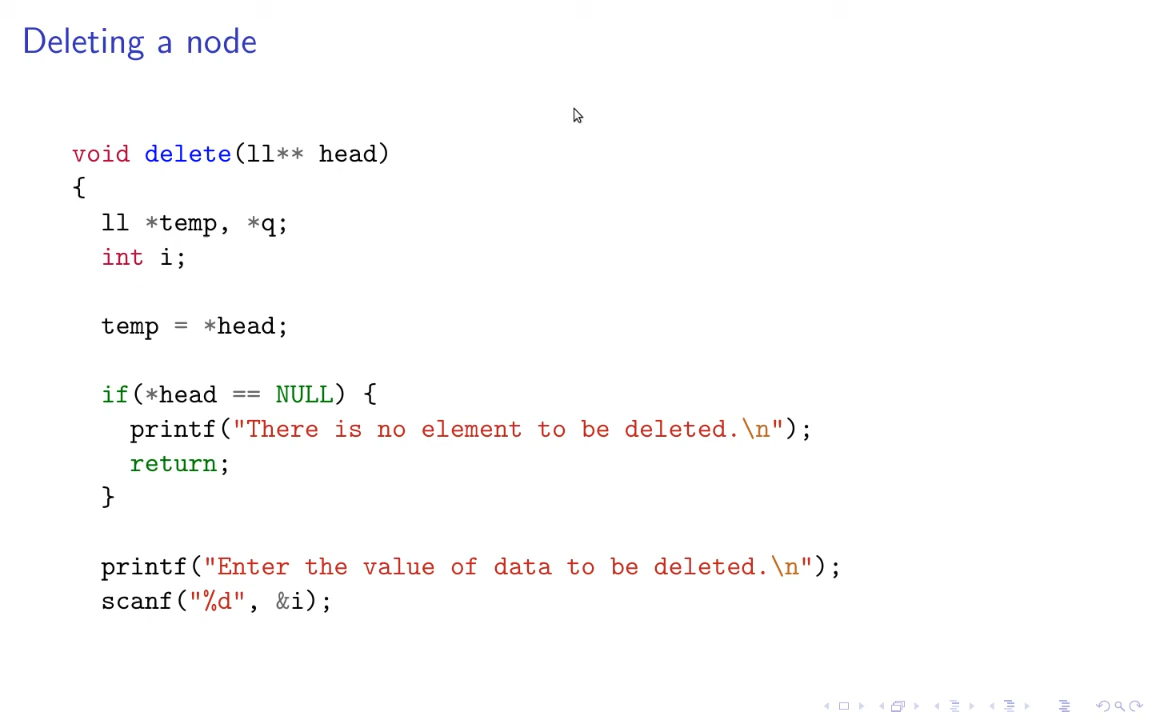 Deleting a node
void delete(ll** head)
{
ll *temp, *q;
int i;
temp = *head;
if(*head == NULL) {
printf("There is no element to be deleted.\n");
return;
}
printf("Enter the value of data to be deleted.\n");
scanf("%d", &i);